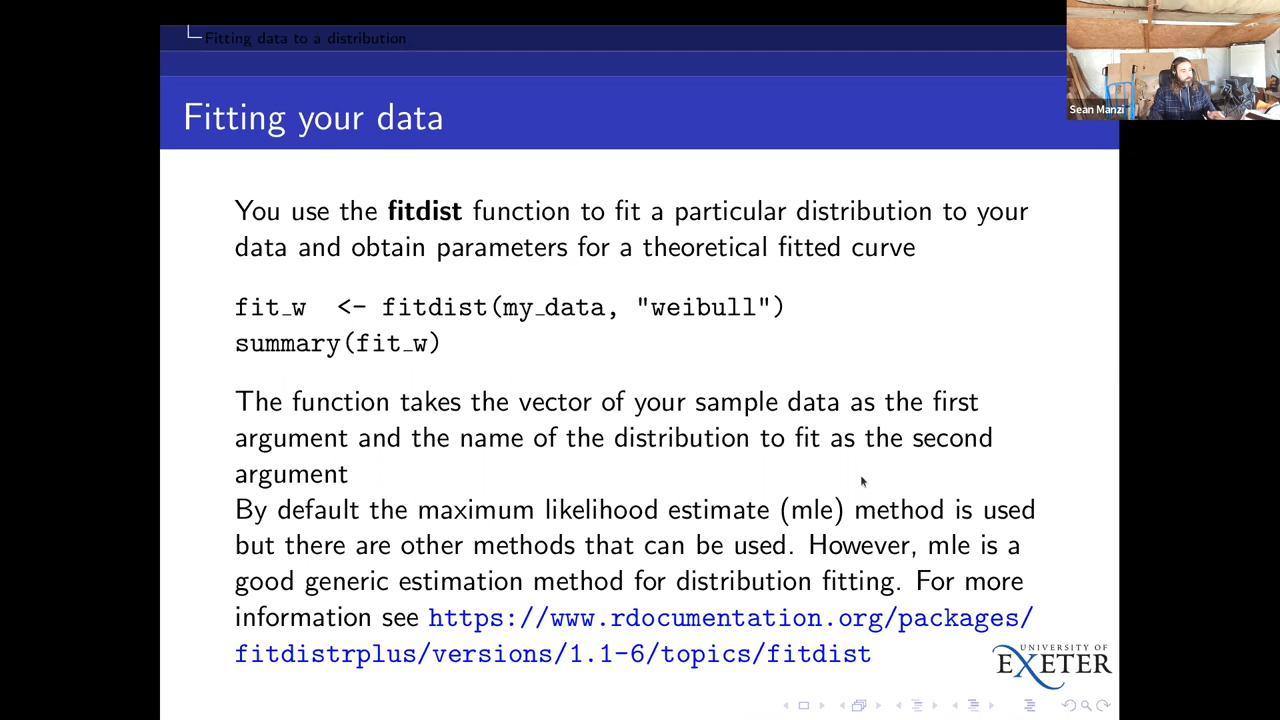 Fitting data to a distribution
Sean Manzi
Fitting your data
You use the fitdist function to fit a particular distribution to your
data and obtain parameters for a theoretical fitted curve
fit_w <- fitdist(my_data, "weibull")
summary(fit_w)
The function takes the vector of your sample data as the first
argument and the name of the distribution to fit as the second
argument
By default the maximum likelihood estimate (mle) method is used
but there are other methods that can be used. However, mle is a
good generic estimation method for distribution fitting. For more
information see https://www.rdocumentation.org/packages/
fitdistrplus/versions/1.1-6/topics/fitdist
UNIVERSITY OF
EXETER